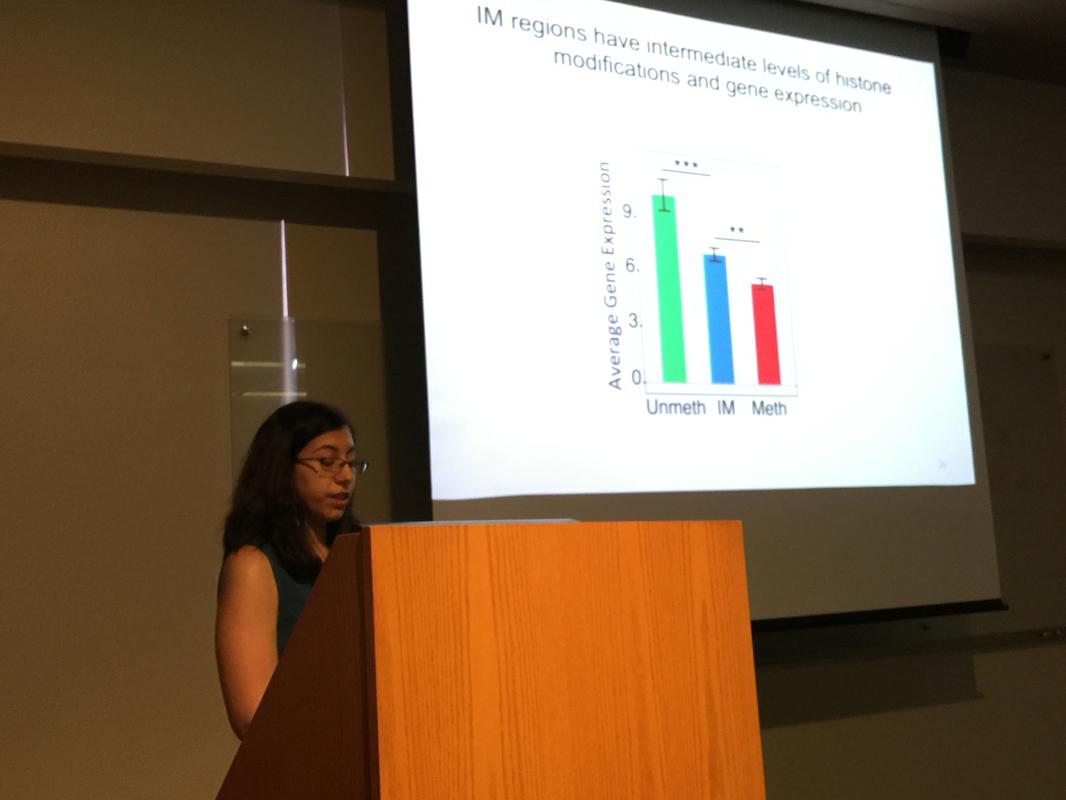 IM regions have intermediate levels of histone
modifications and gene expression
Average Gene Expression
***
**
9
6
3
0
Unmeth IM Meth